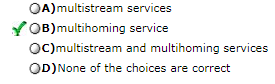 A) multistream services
B) multihoming service
C) multistream and multihoming services
D) None of the choices are correct